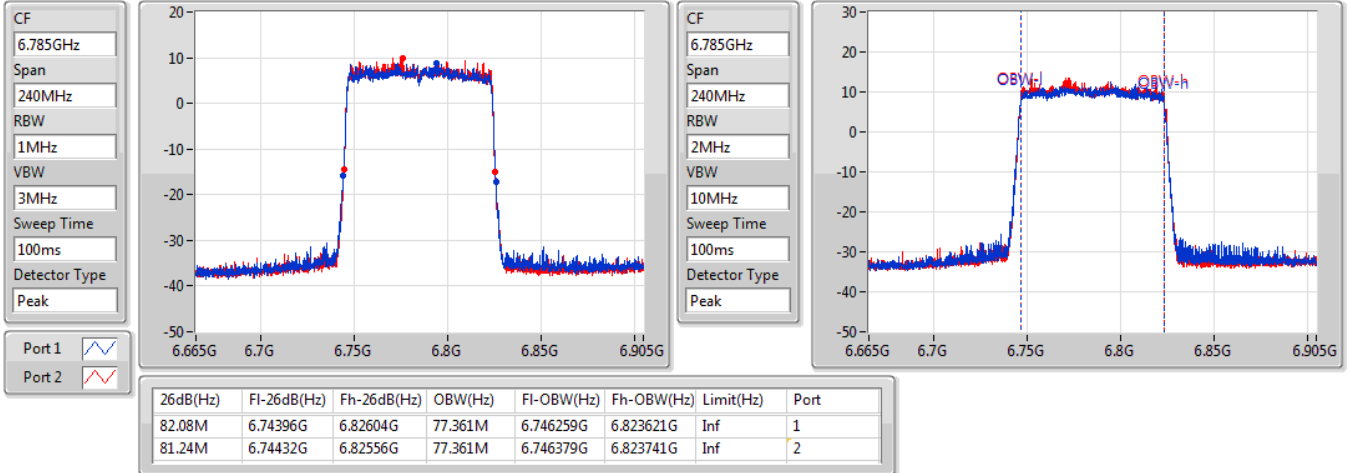 CF
6.785GHz
Span
240MHz
RBW
1MHz
VBW
3MHz
Sweep Time
100ms
Detector Type
Peak
Port 1
Port 2
20
10
0
-10
-20
-30
-40
-50
6.665G 6.7G 6.75G 6.8G 6.85G 6.905G
CF
6.785GHz
Span
240MHz
RBW
2MHz
VBW
10MHz
Sweep Time
100ms
Detector Type
Peak
30
20
10
0
-10
-20
-30
-40
-50
OBW-l OBW-h
6.665G 6.7G 6.75G 6.8G 6.85G 6.905G
26dB(Hz) Fl-26dB(Hz) Fh-26dB(Hz) OBW(Hz) Fl-OBW(Hz) Fh-OBW(Hz) Limit(Hz) Port
82.08M 6.74396G 6.82604G 77.361M 6.746259G 6.823621G Inf 1
81.24M 6.74432G 6.82556G 77.361M 6.746379G 6.823741G Inf 2